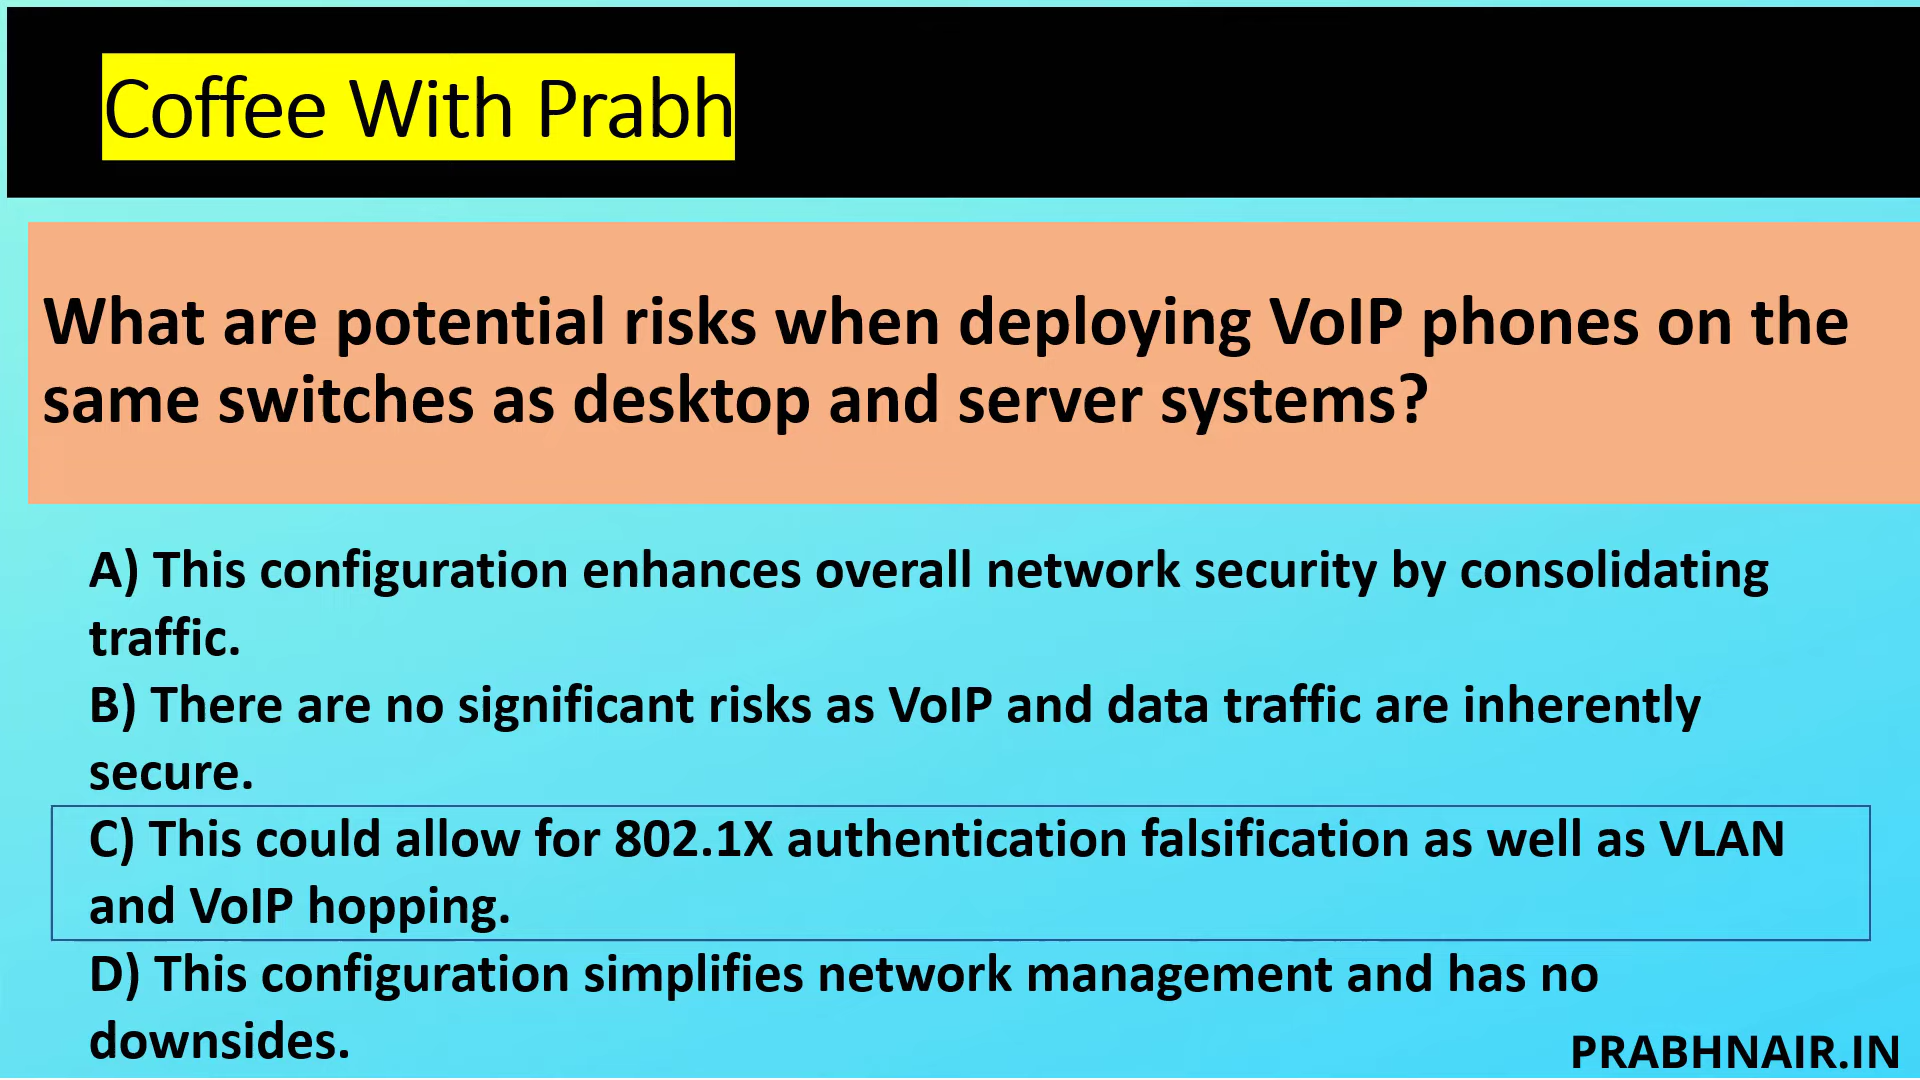 Coffee With Prabh
What are potential risks when deploying VoIP phones on the
same switches as desktop and server systems?
A) This configuration enhances overall network security by consolidating
traffic.
B) There are no significant risks as VoIP and data traffic are inherently
secure.
C) This could allow for 802.1X authentication falsification as well as VLAN
and VoIP hopping.
D) This configuration simplifies network management and has no
downsides.
PRABHNAIR.IN